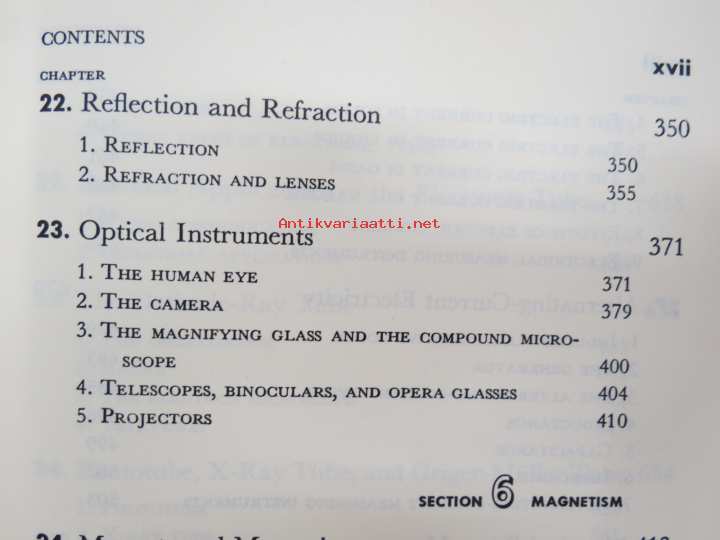 CONTENTS
xvii
CHAPTER
22. Reflection and Refraction 350
1. REFLECTION 350
2. REFRACTION AND LENSES 355
Antikvariaatti.net
23. Optical Instruments 371
1. THE HUMAN EYE 371
2. THE CAMERA 379
3. THE MAGNIFYING GLASS AND THE COMPOUND MICRO-
SCOPE 400
4. TELESCOPES, BINOCULARS, AND OPERA GLASSES 404
5. PROJECTORS 410
SECTION 6 MAGNETISM